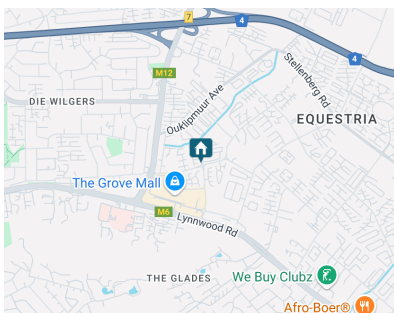 7
4
4
Stellenberg Rd
M12
DIE WILGERS
Ouklipmuur Ave
EQUESTRIA
The Grove Mall
M6
Lynnwood Rd
THE GLADES
We Buy Clubz
Afro-Boer®